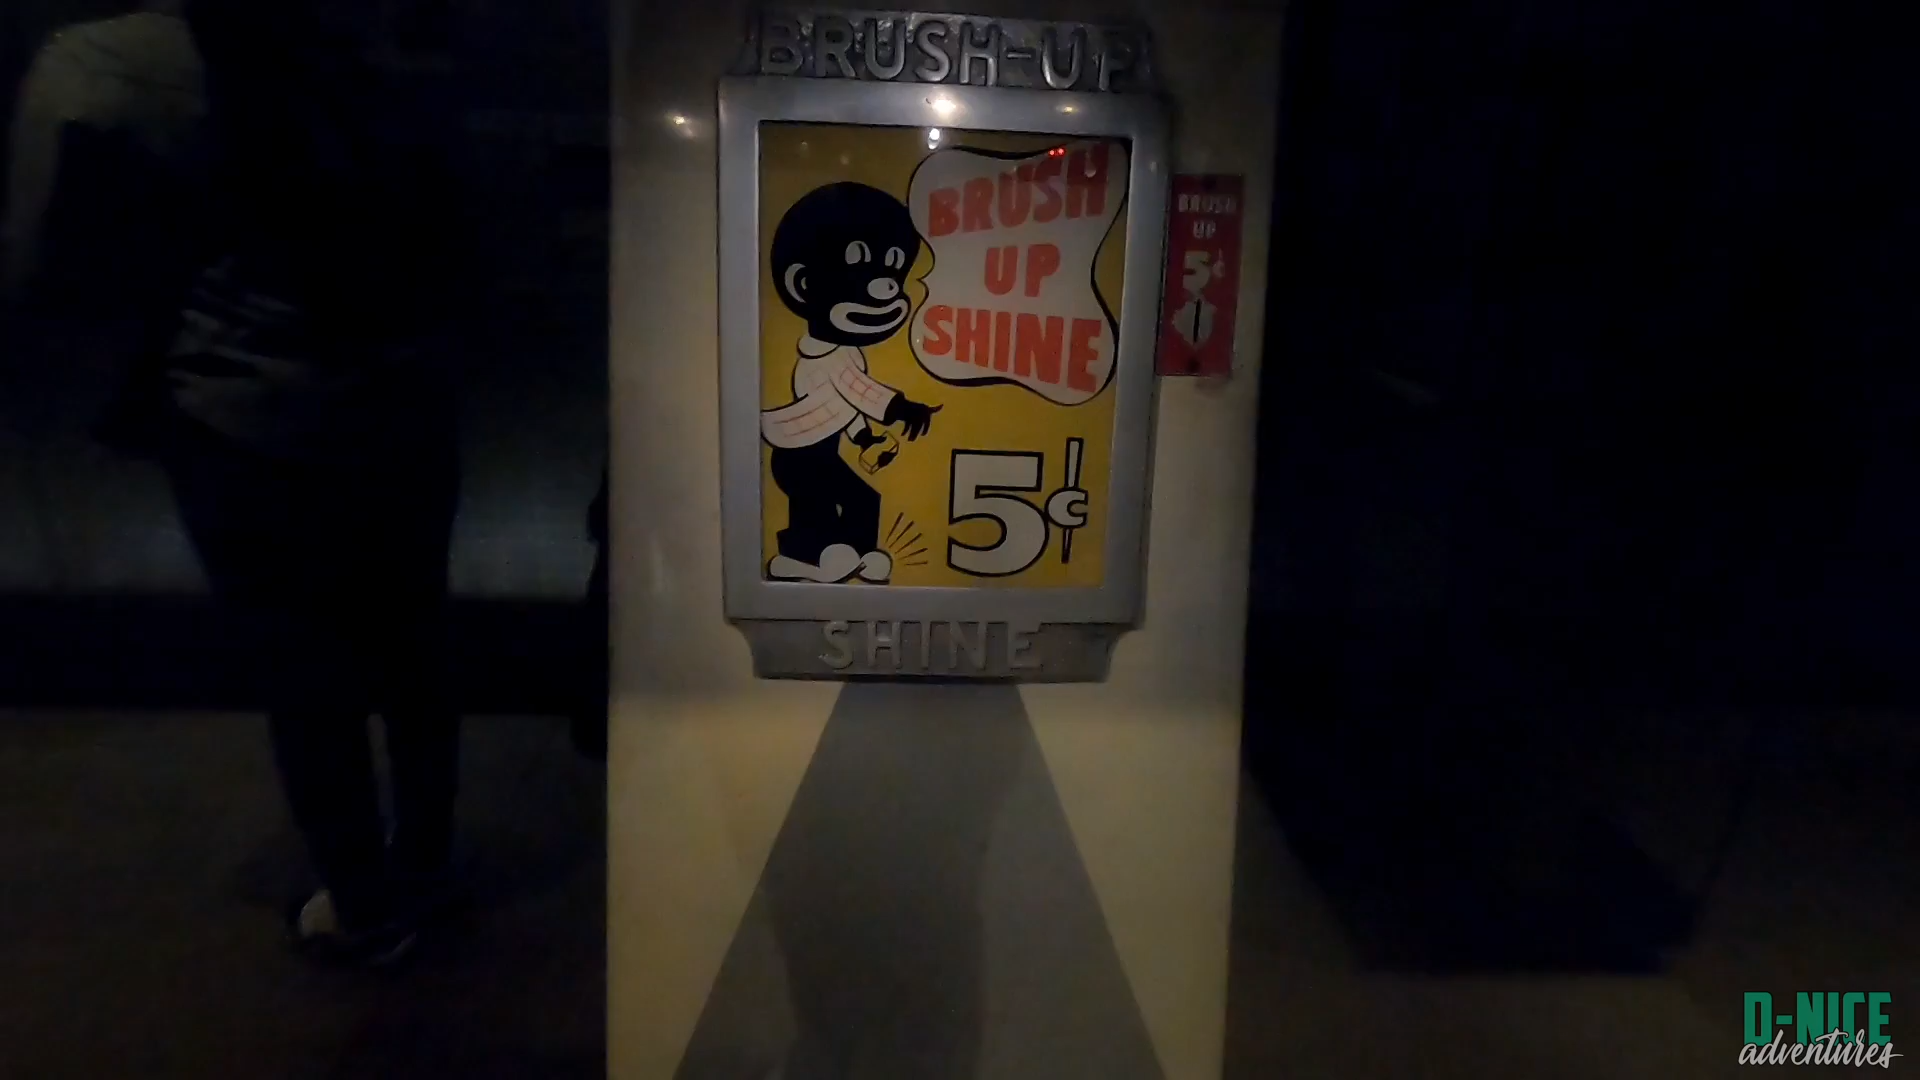 BRUSH-UP
BRUSH
UP
SHINE
5¢
SHINE
BRUSH
UP
5¢
D-NICE
adventures